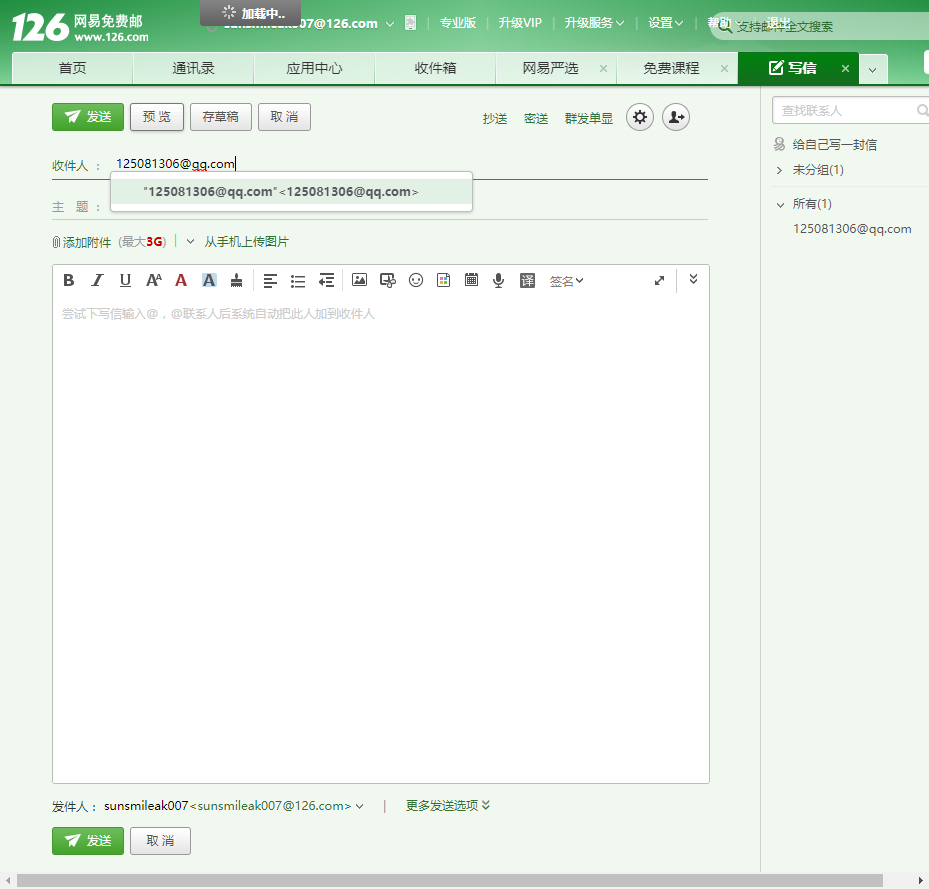 126 网易免费邮
www.126.com
加载中..
sunsmileak007@126.com 专业版 升级VIP 升级服务 设置 帮助 退出
支持邮件全文搜索
首页 通讯录 应用中心 收件箱 网易严选 免费课程 写信
发送 预 览 存草稿 取 消 抄送 密送 群发单显
查找联系人
收件人： 125081306@qq.com
"125081306@qq.com"<125081306@qq.com>
主 题：
添加附件 (最大3G) 从手机上传图片
B I U A A A A 译 签名
尝试下写信输入@，@联系人后系统自动把此人加到收件人
给自己写一封信
未分组(1)
所有(1)
125081306@qq.com
发件人： sunsmileak007<sunsmileak007@126.com> | 更多发送选项
发送 取 消